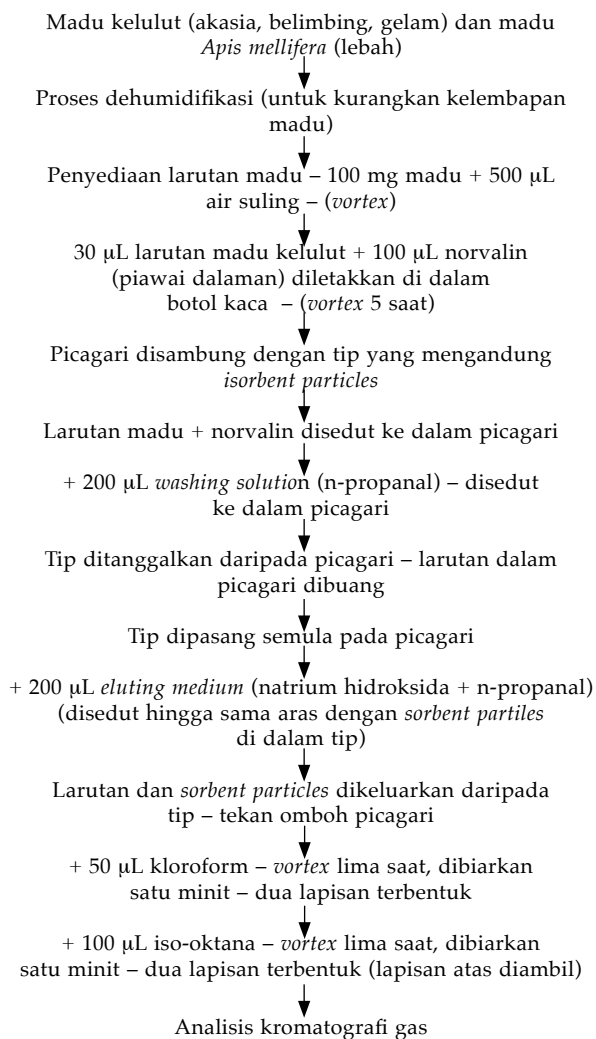 Madu kelulut (akasia, belimbing, gelam) dan madu
Apis mellifera (lebah)
Proses dehumidifikasi (untuk kurangkan kelembapan
madu)
Penyediaan larutan madu – 100 mg madu + 500 µL
air suling – (vortex)
30 µL larutan madu kelulut + 100 µL norvalin
(piawai dalaman) diletakkan di dalam
botol kaca – (vortex 5 saat)
Picagari disambung dengan tip yang mengandung
isorbent particles
Larutan madu + norvalin disedut ke dalam picagari
+ 200 µL washing solution (n-propanal) – disedut
ke dalam picagari
Tip ditanggalkan daripada picagari – larutan dalam
picagari dibuang
Tip dipasang semula pada picagari
+ 200 µL eluting medium (natrium hidroksida + n-propanal)
(disedut hingga sama aras dengan sorbent partiles
di dalam tip)
Larutan dan sorbent particles dikeluarkan daripada
tip – tekan omboh picagari
+ 50 µL kloroform – vortex lima saat, dibiarkan
satu minit – dua lapisan terbentuk
+ 100 µL iso-oktana – vortex lima saat, dibiarkan
satu minit – dua lapisan terbentuk (lapisan atas diambil)
Analisis kromatografi gas